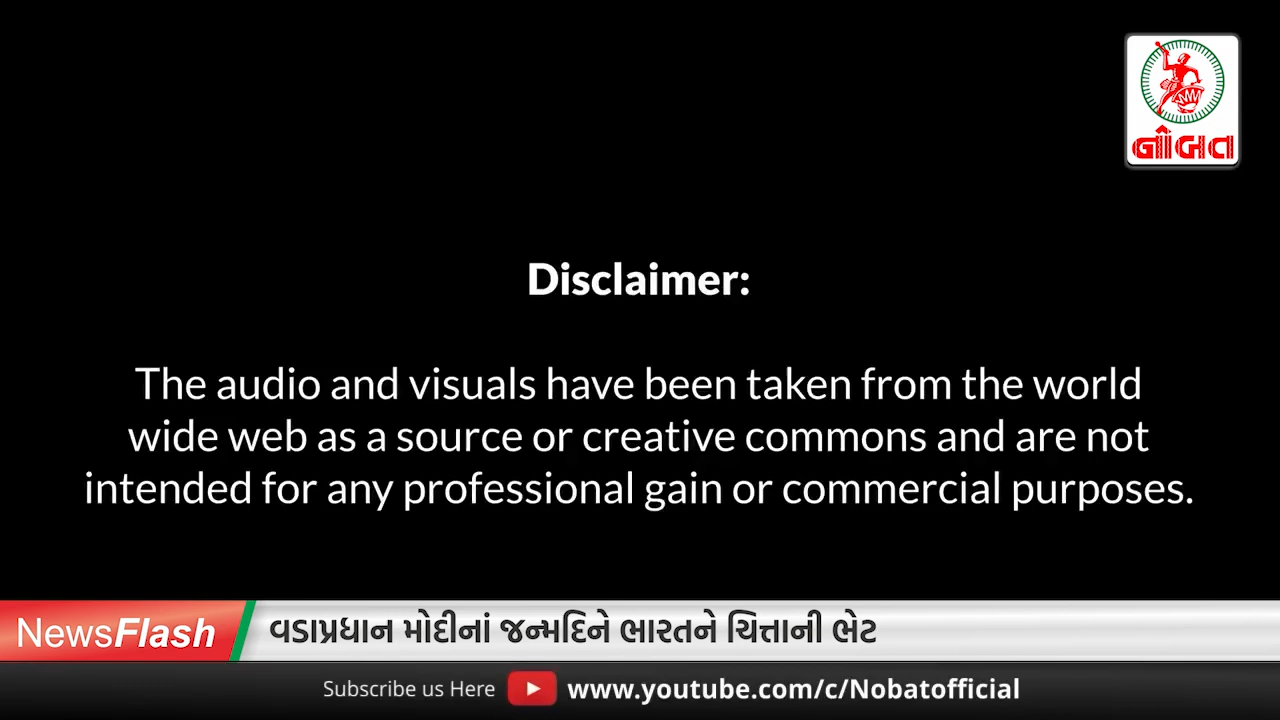 નોબત
Disclaimer:
The audio and visuals have been taken from the world
wide web as a source or creative commons and are not
intended for any professional gain or commercial purposes.
NewsFlash
વડાપ્રધાન મોદીનાં જન્મદિને ભારતને ચિત્તાની ભેટ
Subscribe us Here
www.youtube.com/c/Nobatofficial